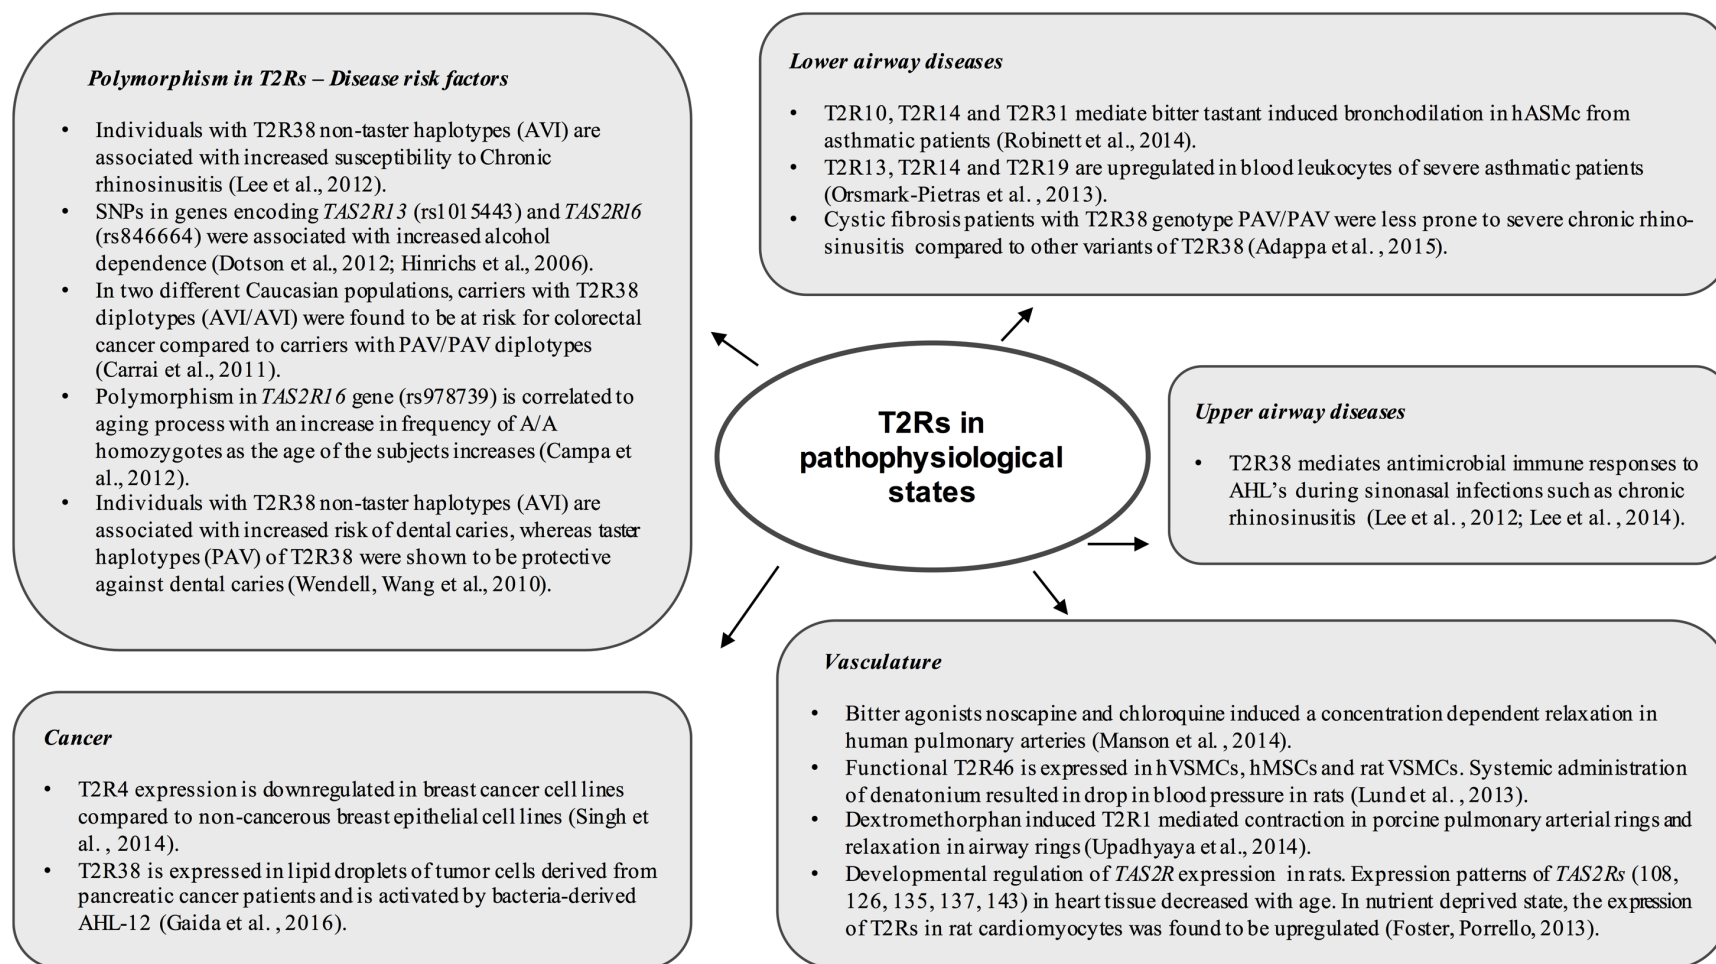 Polymorphism in T2Rs – Disease risk factors
• Individuals with T2R38 non-taster haplotypes (AVI) are
associated with increased susceptibility to Chronic
rhinosinusitis (Lee et al., 2012).
• SNPs in genes encoding TAS2R13 (rs1015443) and TAS2R16
(rs846664) were associated with increased alcohol
dependence (Dotson et al., 2012; Hinrichs et al., 2006).
• In two different Caucasian populations, carriers with T2R38
diplotypes (AVI/AVI) were found to be at risk for colorectal
cancer compared to carriers with PAV/PAV diplotypes
(Carrai et al., 2011).
• Polymorphism in TAS2R16 gene (rs978739) is correlated to
aging process with an increase in frequency of A/A
homozygotes as the age of the subjects increases (Campa et
al., 2012).
• Individuals with T2R38 non-taster haplotypes (AVI) are
associated with increased risk of dental caries, whereas taster
haplotypes (PAV) of T2R38 were shown to be protective
against dental caries (Wendell, Wang et al., 2010).
Lower airway diseases
• T2R10, T2R14 and T2R31 mediate bitter tastant induced bronchodilation in hASMc from
asthmatic patients (Robinett et al., 2014).
• T2R13, T2R14 and T2R19 are upregulated in blood leukocytes of severe asthmatic patients
(Orsmark-Pietras et al., 2013).
• Cystic fibrosis patients with T2R38 genotype PAV/PAV were less prone to severe chronic rhino-
sinusitis compared to other variants of T2R38 (Adappa et al., 2015).
T2Rs in
pathophysiological
states
Upper airway diseases
• T2R38 mediates antimicrobial immune responses to
AHL's during sinonasal infections such as chronic
rhinosinusitis (Lee et al., 2012; Lee et al., 2014).
Cancer
• T2R4 expression is downregulated in breast cancer cell lines
compared to non-cancerous breast epithelial cell lines (Singh et
al., 2014).
• T2R38 is expressed in lipid droplets of tumor cells derived from
pancreatic cancer patients and is activated by bacteria-derived
AHL-12 (Gaida et al., 2016).
Vasculature
• Bitter agonists noscapine and chloroquine induced a concentration dependent relaxation in
human pulmonary arteries (Manson et al., 2014).
• Functional T2R46 is expressed in hVSMCs, hMSCs and rat VSMCs. Systemic administration
of denatonium resulted in drop in blood pressure in rats (Lund et al., 2013).
• Dextromethorphan induced T2R1 mediated contraction in porcine pulmonary arterial rings and
relaxation in airway rings (Upadhyaya et al., 2014).
• Developmental regulation of TAS2R expression in rats. Expression patterns of TAS2Rs (108,
126, 135, 137, 143) in heart tissue decreased with age. In nutrient deprived state, the expression
of T2Rs in rat cardiomyocytes was found to be upregulated (Foster, Porrello, 2013).